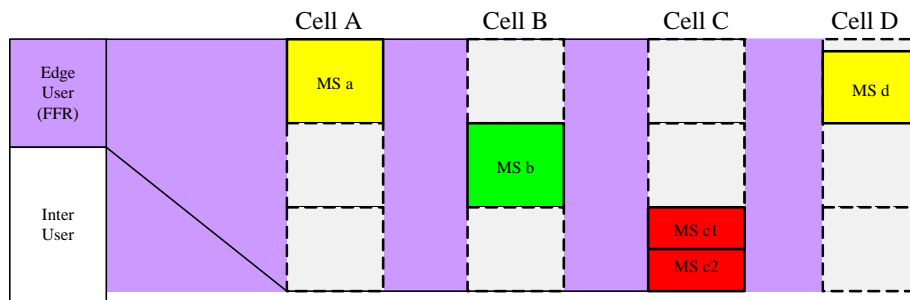 Cell A
Cell B
Cell C
Cell D
Edge
User
(FFR)
MS a
MS d
MS b
Inter
User
MS c1
MS c2